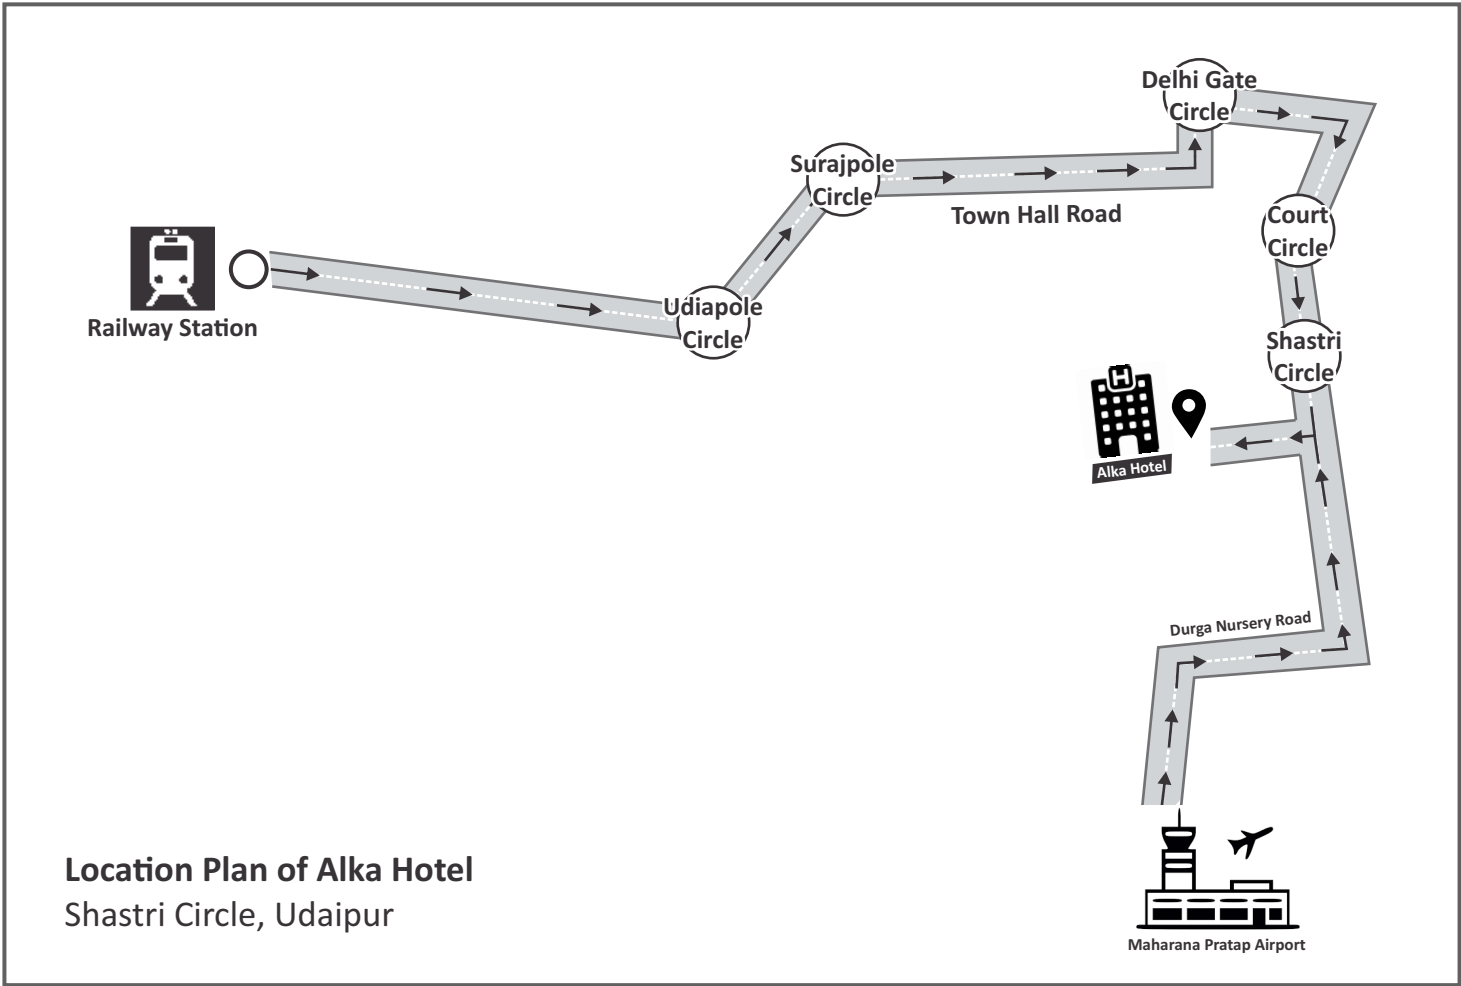 Delhi Gate
Circle
Surajpole
Circle
Town Hall Road
Court
Circle
Railway Station
Udiapole
Circle
Shastri
Circle
H
Alka Hotel
Durga Nursery Road
Location Plan of Alka Hotel
Shastri Circle, Udaipur
Maharana Pratap Airport